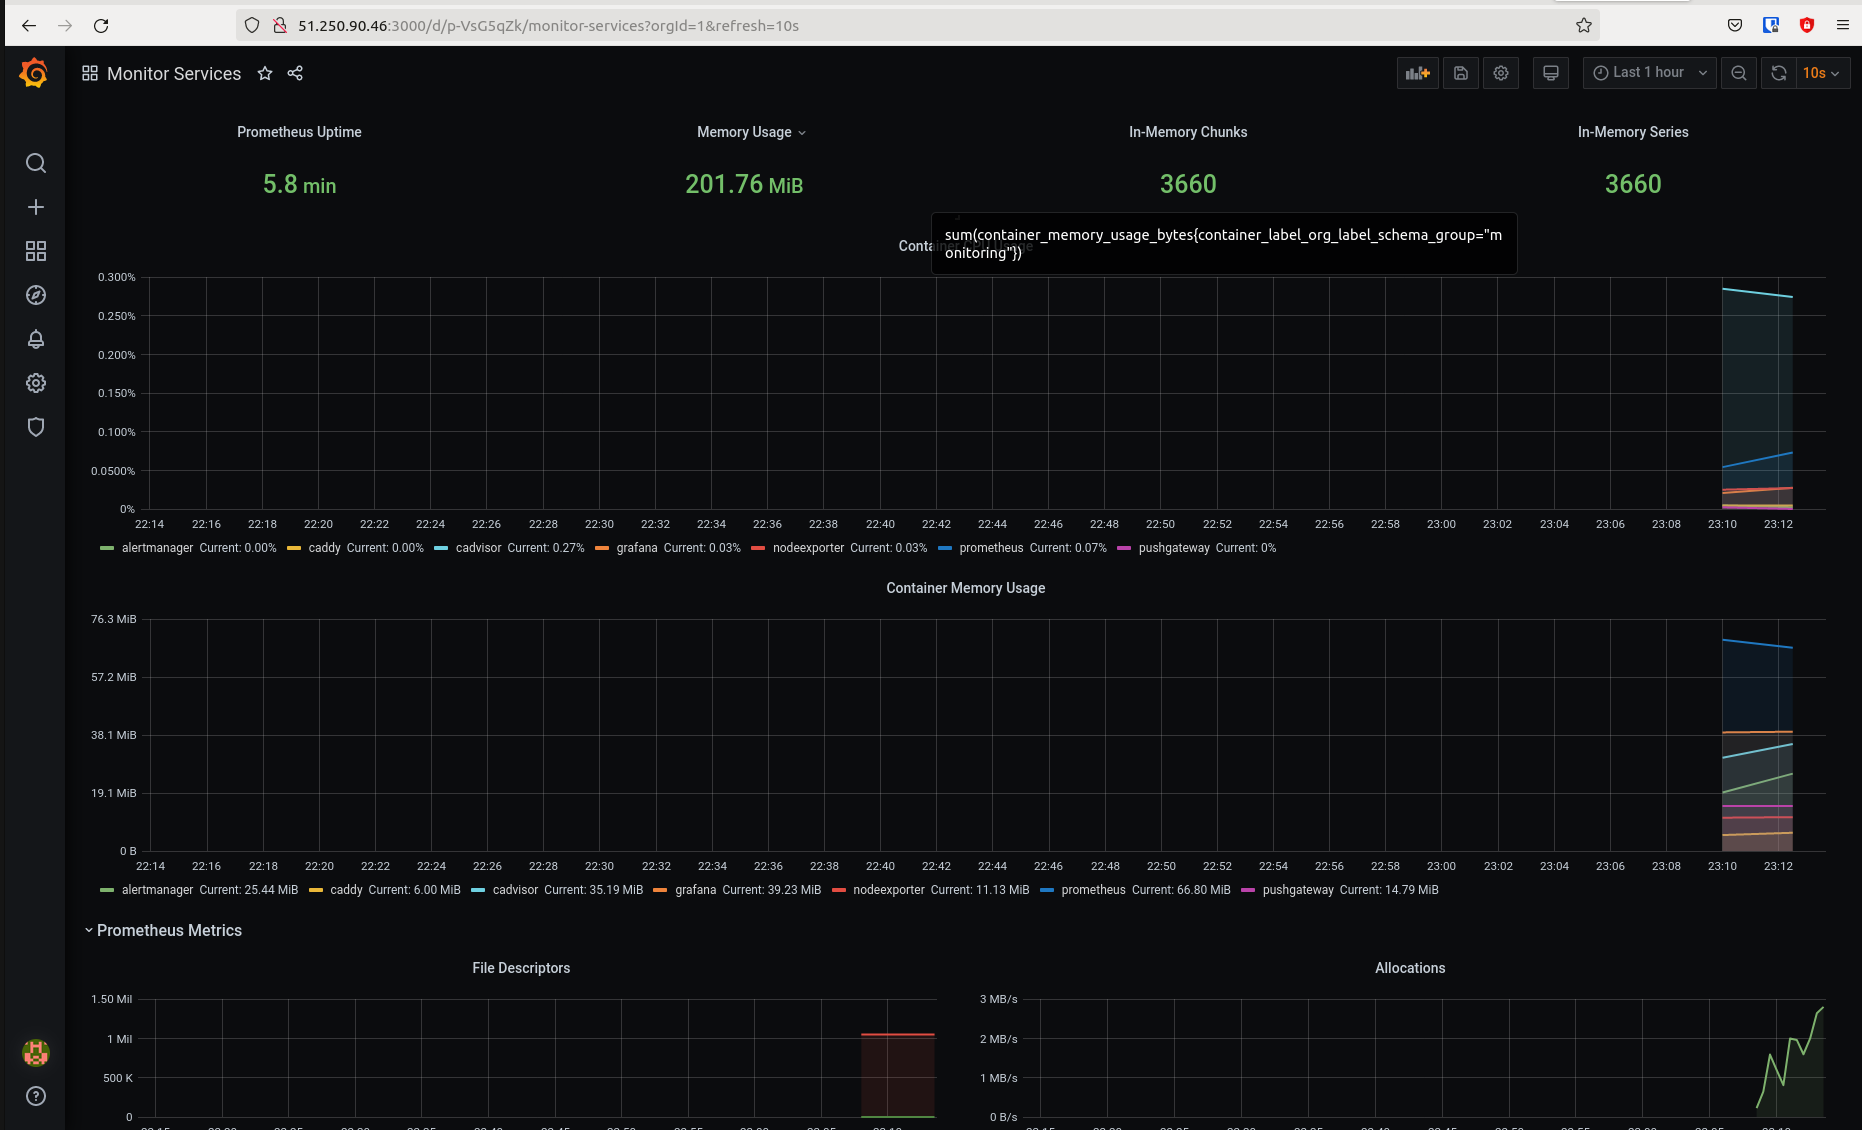 51.250.90.46:3000/d/p-VsG5qZk/monitor-services?orgId=1&refresh=10s
Monitor Services
Last 1 hour
10s
Prometheus Uptime
Memory Usage
In-Memory Chunks
In-Memory Series
5.8 min
201.76 MiB
3660
3660
sum(container_memory_usage_bytes{container_label_org_label_schema_group="m
onitoring"})
Container CPU Usage
0.300%
0.250%
0.200%
0.150%
0.100%
0.0500%
0%
22:14 22:16 22:18 22:20 22:22 22:24 22:26 22:28 22:30 22:32 22:34 22:36 22:38 22:40 22:42 22:44 22:46 22:48 22:50 22:52 22:54 22:56 22:58 23:00 23:02 23:04 23:06 23:08 23:10 23:12
alertmanager Current: 0.00% caddy Current: 0.00% cadvisor Current: 0.27% grafana Current: 0.03% nodeexporter Current: 0.03% prometheus Current: 0.07% pushgateway Current: 0%
Container Memory Usage
76.3 MiB
57.2 MiB
38.1 MiB
19.1 MiB
0 B
22:14 22:16 22:18 22:20 22:22 22:24 22:26 22:28 22:30 22:32 22:34 22:36 22:38 22:40 22:42 22:44 22:46 22:48 22:50 22:52 22:54 22:56 22:58 23:00 23:02 23:04 23:06 23:08 23:10 23:12
alertmanager Current: 25.44 MiB caddy Current: 6.00 MiB cadvisor Current: 35.19 MiB grafana Current: 39.23 MiB nodeexporter Current: 11.13 MiB prometheus Current: 66.80 MiB pushgateway Current: 14.79 MiB
Prometheus Metrics
File Descriptors
1.50 Mil
1 Mil
500 K
0
Allocations
3 MB/s
2 MB/s
1 MB/s
0 B/s